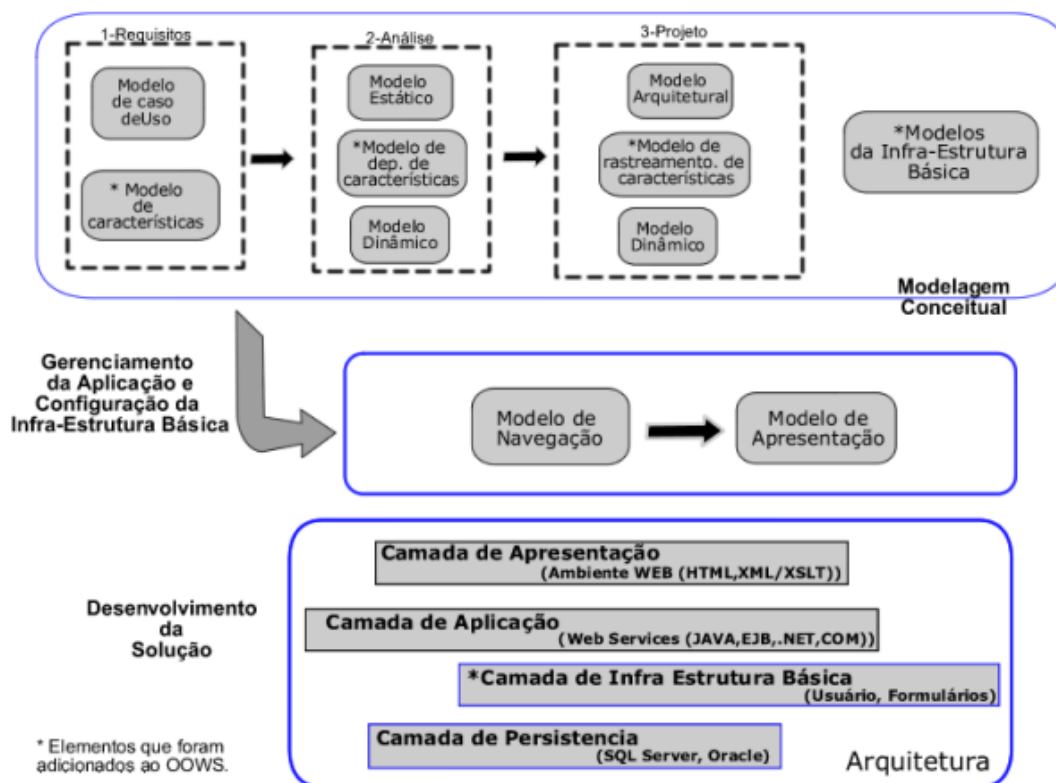 1-Requisitos
2-Análise
3-Projeto
Modelo
de caso
deUso
* Modelo
de
características
Modelo
Estático
*Modelo de
dep. de
características
Modelo
Dinâmico
Modelo
Arquitetural
*Modelo de
rastreamento. de
características
Modelo
Dinâmico
*Modelos
da Infra-Estrutura
Básica
Modelagem
Conceitual
Gerenciamento
da Aplicação e
Configuração da
Infra-Estrutura Básica
Modelo de
Navegação
Modelo de
Apresentação
Desenvolvimento
da
Solução
Camada de Apresentação
(Ambiente WEB (HTML,XML/XSLT))
Camada de Aplicação
(Web Services (JAVA,EJB,.NET,COM))
*Camada de Infra Estrutura Básica
(Usuário, Formulários)
Camada de Persistencia
(SQL Server, Oracle)
Arquitetura
* Elementos que foram
adicionados ao OOWS.